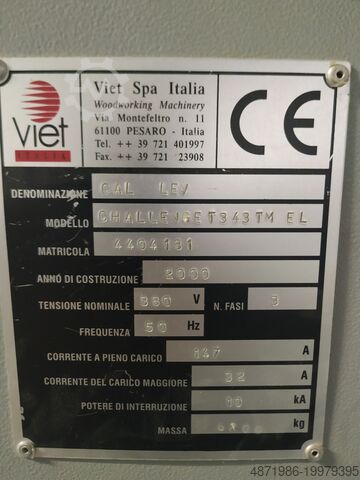 Viet
ITALIA
Viet Spa Italia
Woodworking Machinery
Via Montefeltro n. 11
61100 PESARO - Italia
Tel. ++ 39 721 401997
Fax. ++ 39 721 23908
CE
DENOMINAZIONE CAL LEV
MODELLO CHALLENGET343TM EL
MATRICOLA 4404181
ANNO DI COSTRUZIONE 2000
TENSIONE NOMINALE 380 V N. FASI 3
FREQUENZA 50 Hz
CORRENTE A PIENO CARICO 147 A
CORRENTE DEL CARICO MAGGIORE 32 A
POTERE DI INTERRUZIONE 10 kA
MASSA kg
4871986-19979395